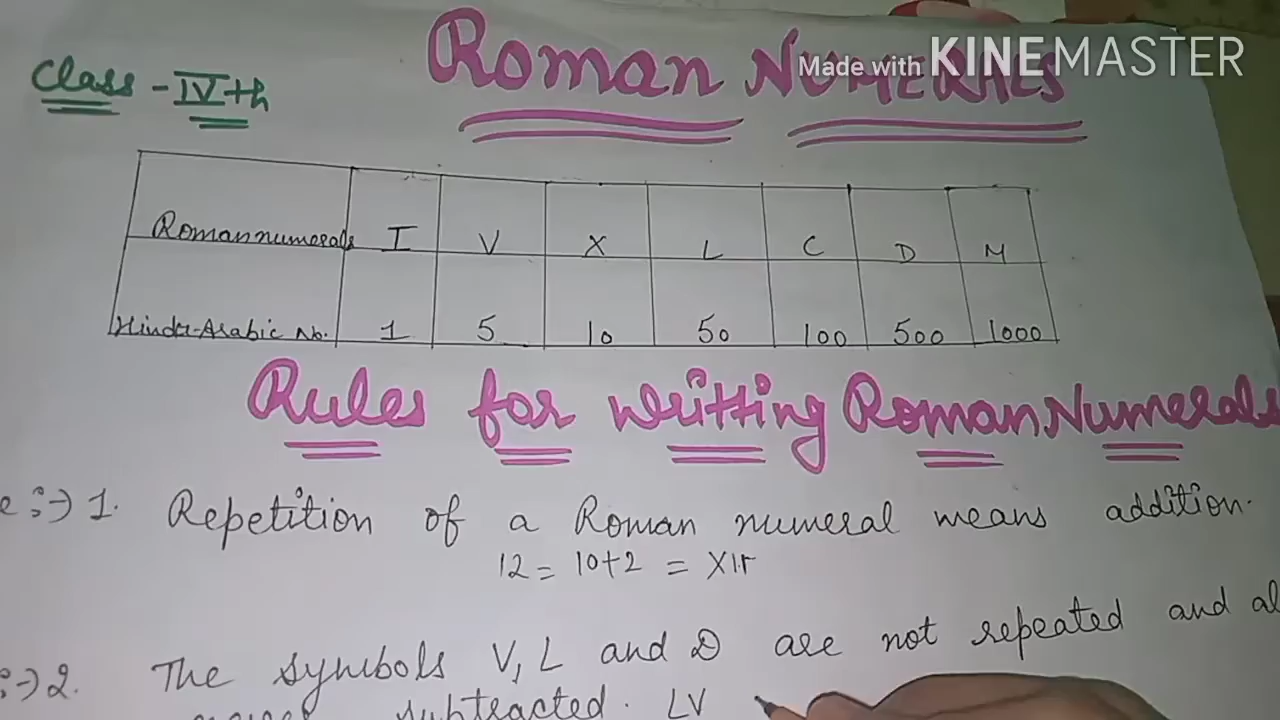 Made with KINEMASTER
Roman NUMERALS
Class - IVth
Roman numerals I V X L C D M
Hindu-Arabic No. 1 5 10 50 100 500 1000
Rules for Writting Roman Numerals
1. Repetition of a Roman numeral means addition.
12 = 10+2 = XII
2. The symbols V, L and D are not repeated and
subtracted. LV